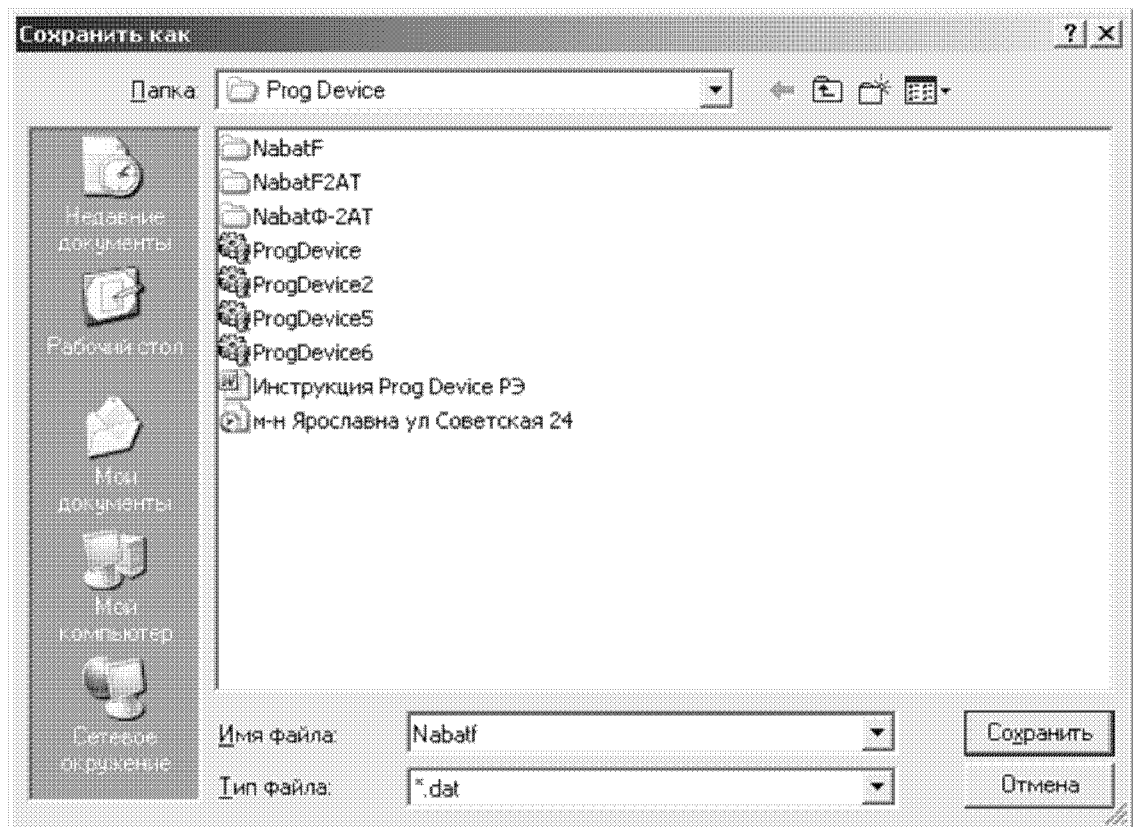 Сохранить как
Папка:
Prog Device
Недавние
документы
Рабочий стол
Мои
документы
Мой
компьютер
Сетевое
окружение
NabatF
NabatF2AT
NabatФ-2АТ
ProgDevice
ProgDevice2
ProgDevice5
ProgDevice6
Инструкция Prog Device РЭ
м-н Ярославна ул Советская 24
Имя файла:
Nabatf
Сохранить
Тип файла:
*.dat
Отмена